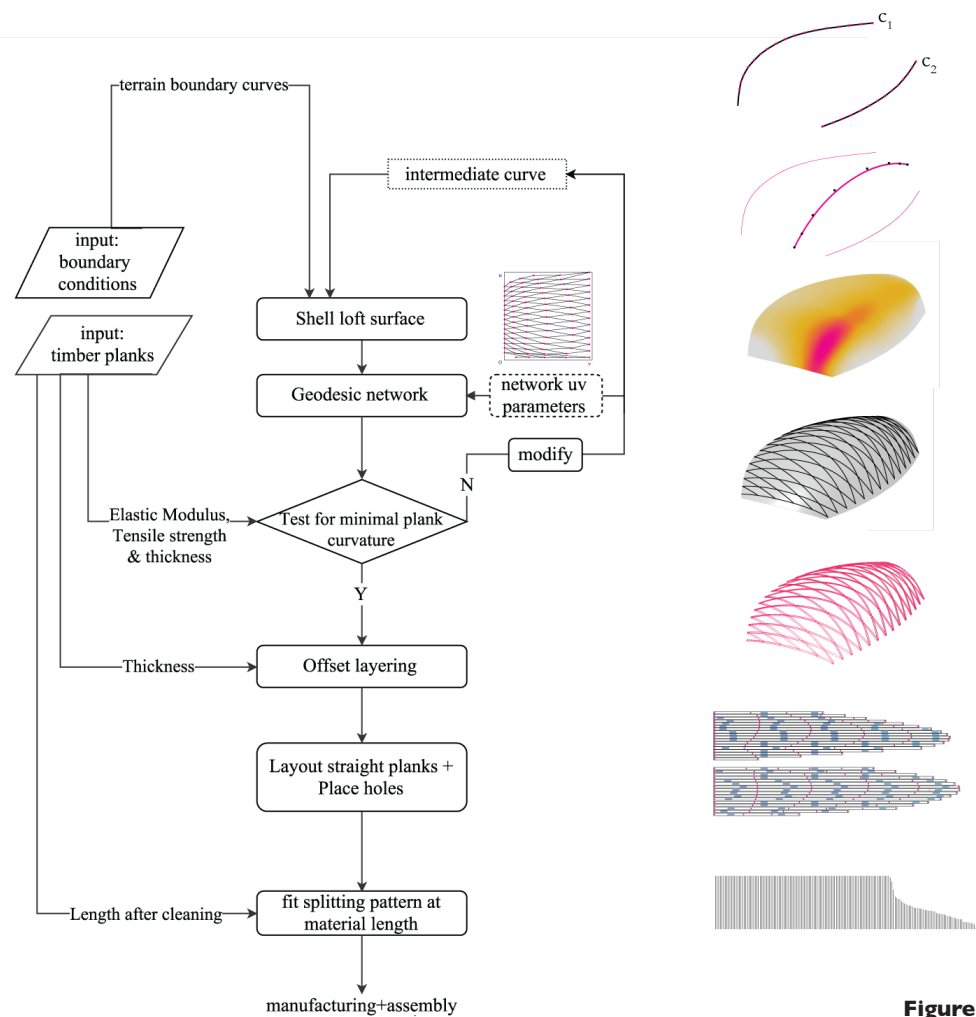 C1
C2
terrain boundary curves
intermediate curve
input:
boundary
conditions
Shell loft surface
input:
timber planks
Geodesic network
network uv
parameters
modify
N
Elastic Modulus,
Tensile strength
& thickness
Test for minimal plank
curvature
Y
Thickness
Offset layering
Layout straight planks +
Place holes
Length after cleaning
fit splitting pattern at
material length
manufacturing+assembly
Figure